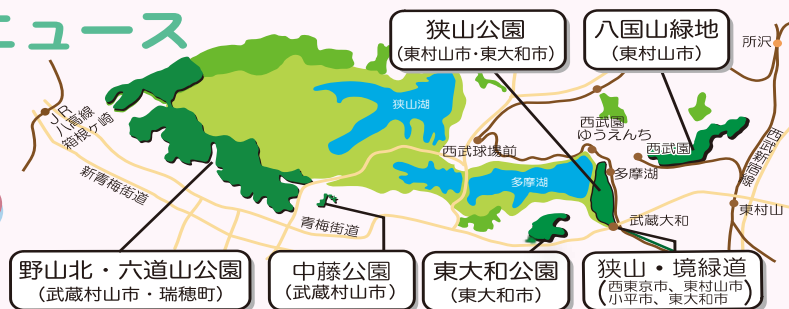 ニュース
狭山公園
(東村山市・東大和市)
八国山緑地
(東村山市)
所沢
JR
八高線
箱根ヶ崎
狭山湖
西武園
ゆうえんち
西武園
西武球場前
西武新宿線
新青梅街道
多摩湖
多摩湖
東村山
青梅街道
武蔵大和
野山北・六道山公園
(武蔵村山市・瑞穂町)
中藤公園
(武蔵村山市)
東大和公園
(東大和市)
狭山・境緑道
(西東京市、東村山市
小平市、東大和市)